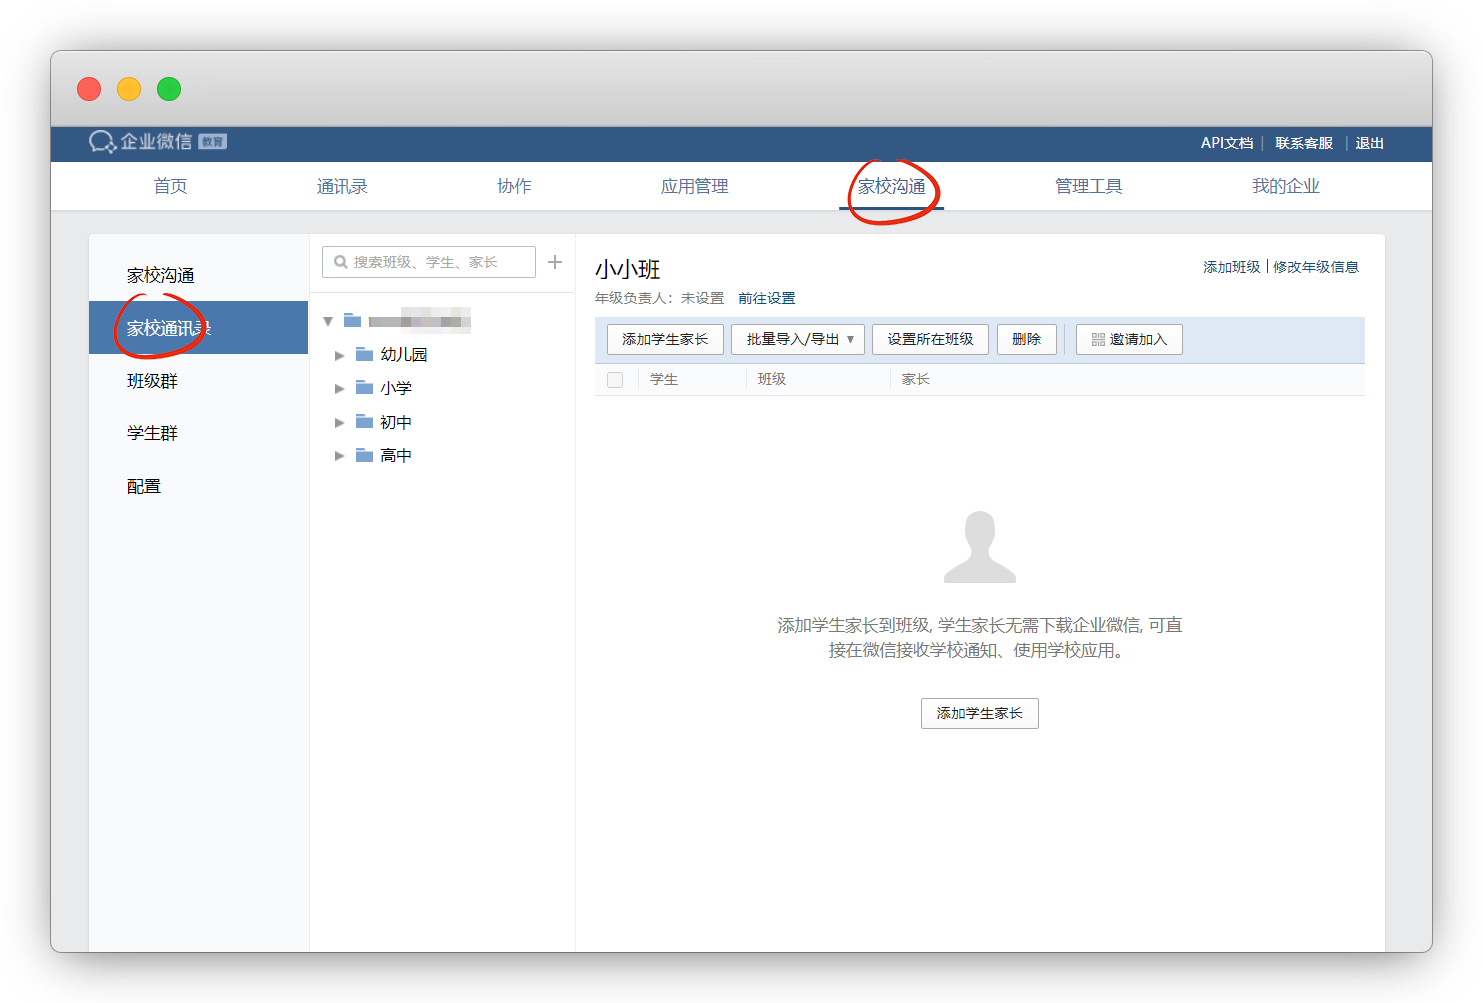 企业微信 教育
API文档 | 联系客服 | 退出
首页 通讯录 协作 应用管理 家校沟通 管理工具 我的企业
家校沟通
家校通讯录
班级群
学生群
配置
搜索班级、学生、家长
幼儿园
小学
初中
高中
小小班
添加班级 | 修改年级信息
年级负责人：未设置 前往设置
添加学生家长 批量导入/导出 设置所在班级 删除 邀请加入
学生 班级 家长
添加学生家长到班级, 学生家长无需下载企业微信, 可直
接在微信接收学校通知、使用学校应用。
添加学生家长